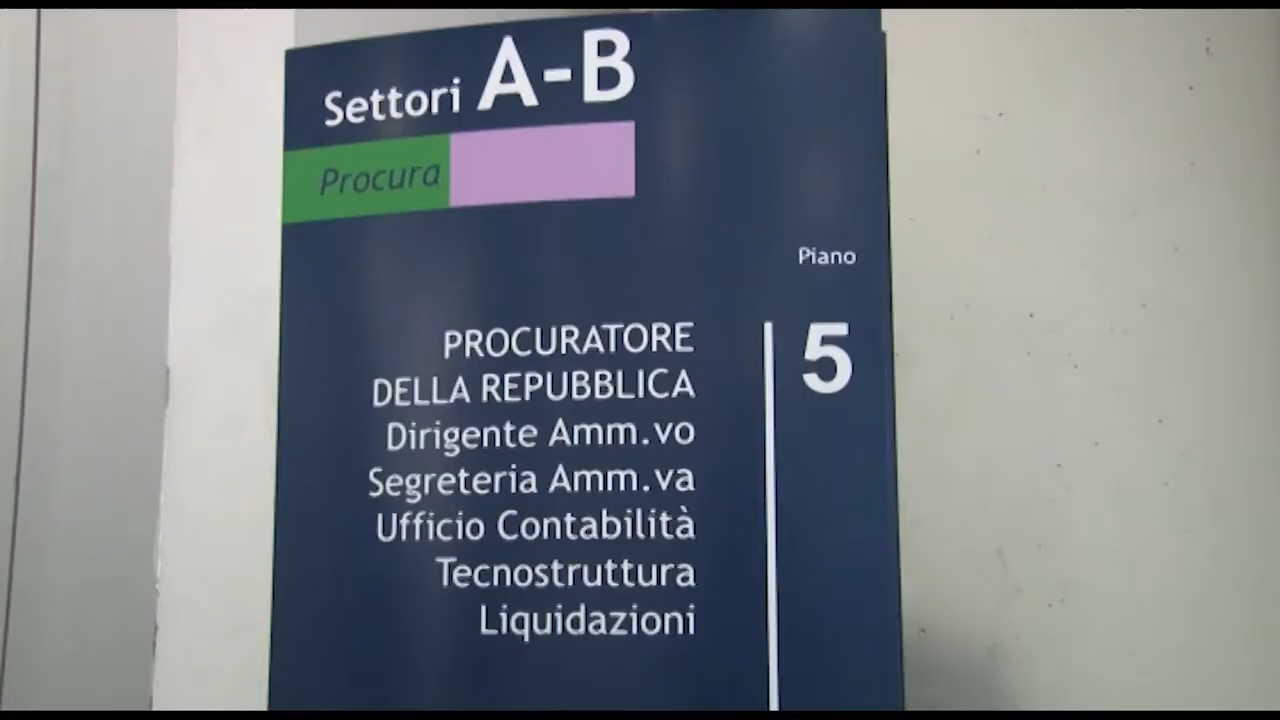 Settori A-B
Procura
Piano
PROCURATORE
DELLA REPUBBLICA
Dirigente Amm.vo
Segreteria Amm.va
Ufficio Contabilità
Tecnostruttura
Liquidazioni
5